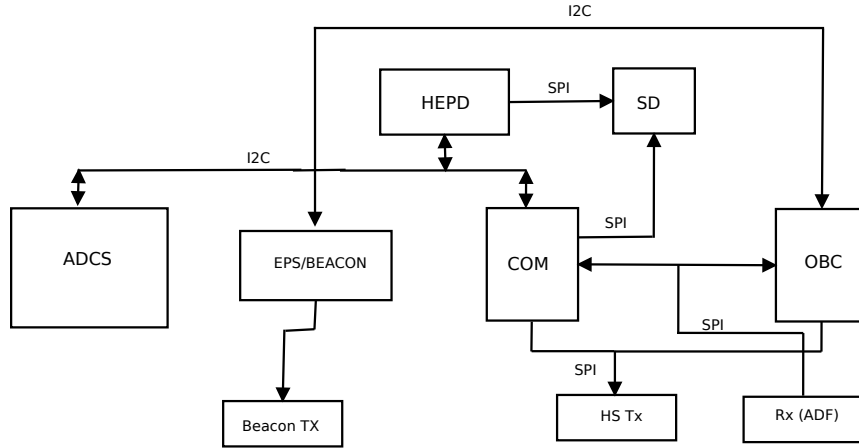 I2C
HEPD
SPI
SD
I2C
ADCS
EPS/BEACON
COM
SPI
OBC
SPI
SPI
Beacon TX
HS Tx
Rx (ADF)